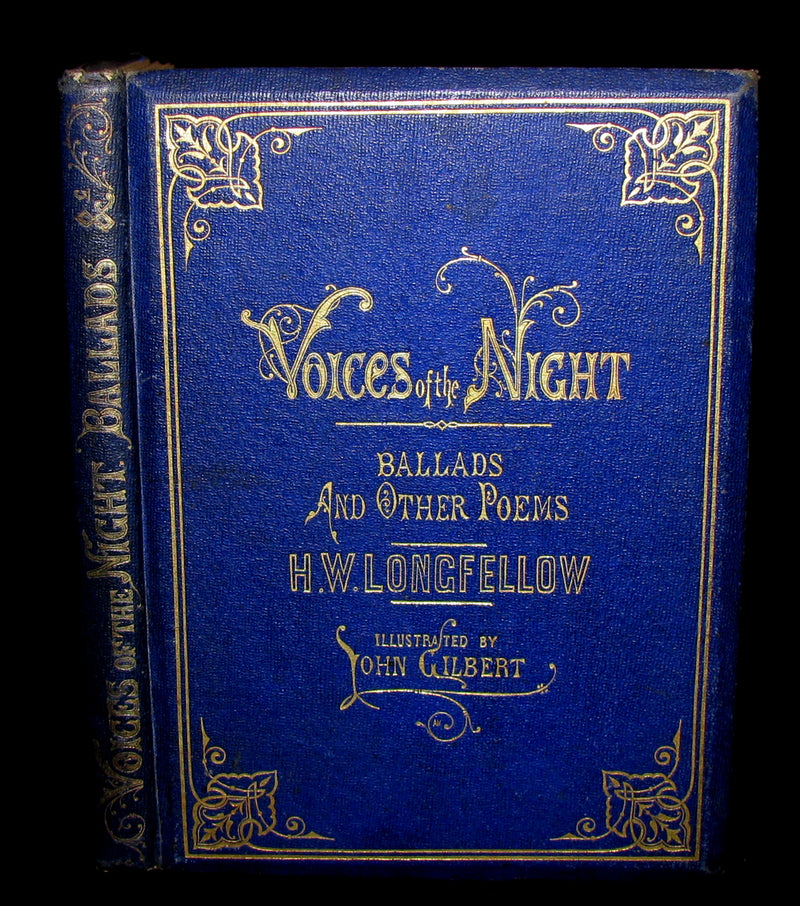 VOICES OF THE NIGHT BALLADS &
VOICES of the NIGHT
BALLADS
AND OTHER POEMS
H.W. LONGFELLOW
ILLUSTRATED BY
JOHN GILBERT